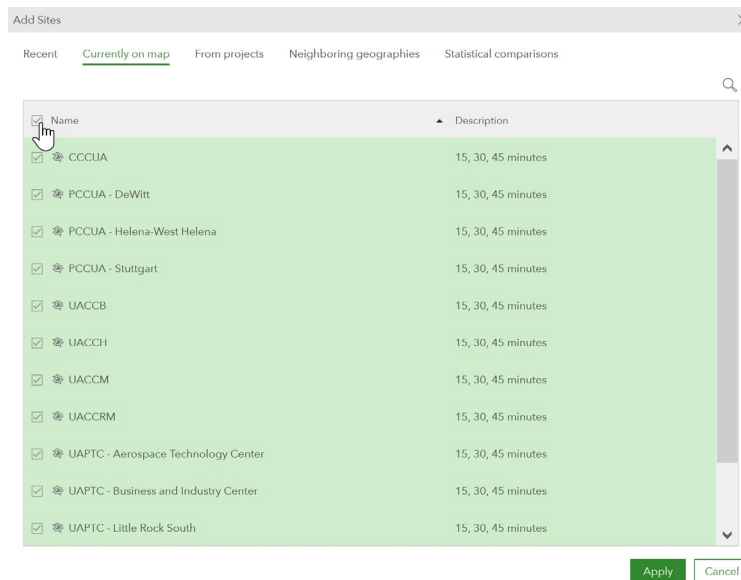 Add Sites
Recent Currently on map From projects Neighboring geographies Statistical comparisons
Name Description
CCCUA 15, 30, 45 minutes
PCCUA - DeWitt 15, 30, 45 minutes
PCCUA - Helena-West Helena 15, 30, 45 minutes
PCCUA - Stuttgart 15, 30, 45 minutes
UACCB 15, 30, 45 minutes
UACCH 15, 30, 45 minutes
UACCM 15, 30, 45 minutes
UACCRM 15, 30, 45 minutes
UAPTC - Aerospace Technology Center 15, 30, 45 minutes
UAPTC - Business and Industry Center 15, 30, 45 minutes
UAPTC - Little Rock South 15, 30, 45 minutes
Apply Cancel